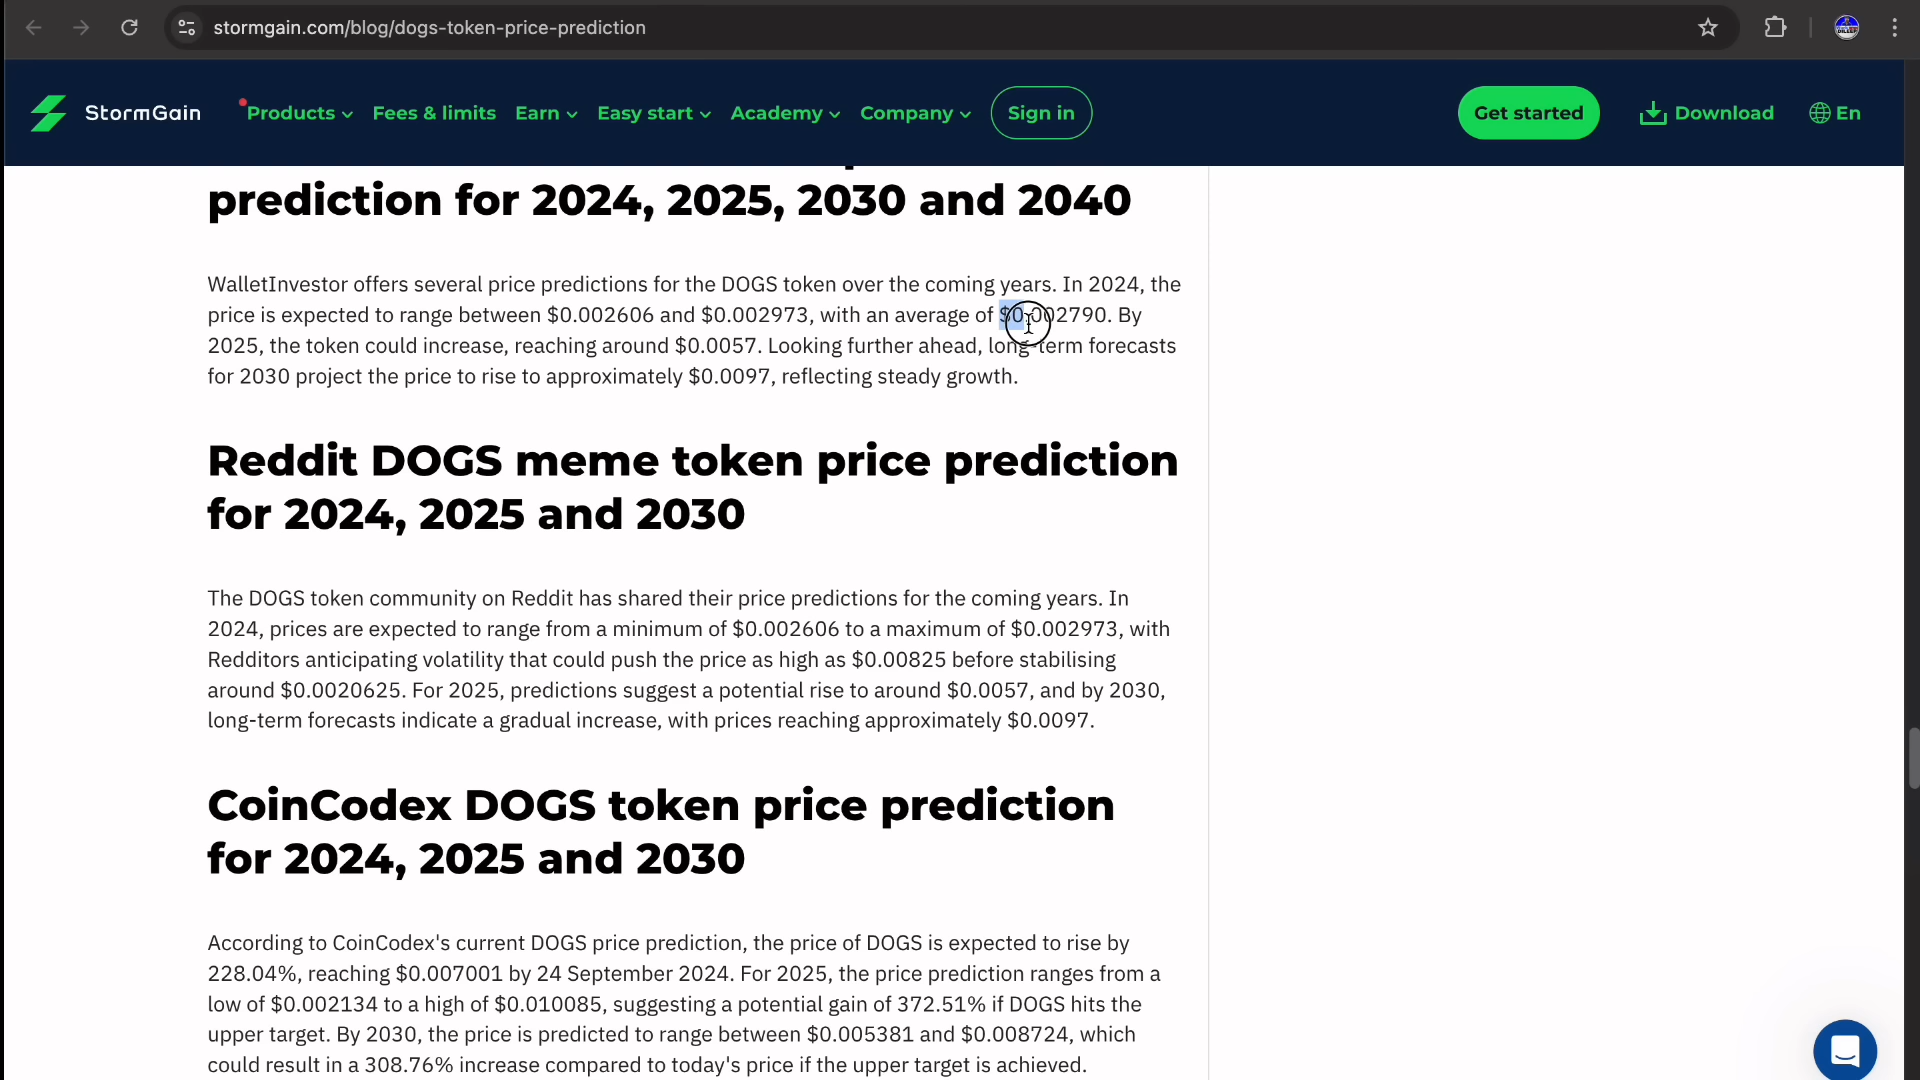 stormgain.com/blog/dogs-token-price-prediction
StormGain
Products
Fees & limits
Earn
Easy start
Academy
Company
Sign in
Get started
Download
En
prediction for 2024, 2025, 2030 and 2040
WalletInvestor offers several price predictions for the DOGS token over the coming years. In 2024, the
price is expected to range between $0.002606 and $0.002973, with an average of $0.002790. By
2025, the token could increase, reaching around $0.0057. Looking further ahead, long-term forecasts
for 2030 project the price to rise to approximately $0.0097, reflecting steady growth.
Reddit DOGS meme token price prediction
for 2024, 2025 and 2030
The DOGS token community on Reddit has shared their price predictions for the coming years. In
2024, prices are expected to range from a minimum of $0.002606 to a maximum of $0.002973, with
Redditors anticipating volatility that could push the price as high as $0.00825 before stabilising
around $0.0020625. For 2025, predictions suggest a potential rise to around $0.0057, and by 2030,
long-term forecasts indicate a gradual increase, with prices reaching approximately $0.0097.
CoinCodex DOGS token price prediction
for 2024, 2025 and 2030
According to CoinCodex's current DOGS price prediction, the price of DOGS is expected to rise by
228.04%, reaching $0.007001 by 24 September 2024. For 2025, the price prediction ranges from a
low of $0.002134 to a high of $0.010085, suggesting a potential gain of 372.51% if DOGS hits the
upper target. By 2030, the price is predicted to range between $0.005381 and $0.008724, which
could result in a 308.76% increase compared to today's price if the upper target is achieved.